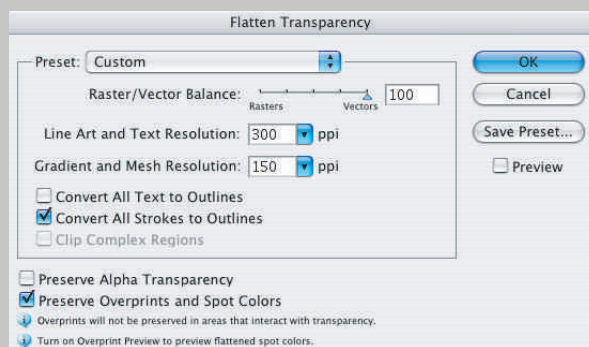 Flatten Transparency
Preset: Custom
OK
Raster/Vector Balance: 100
Rasters Vectors
Cancel
Line Art and Text Resolution: 300 ppi
Save Preset...
Gradient and Mesh Resolution: 150 ppi
Preview
Convert All Text to Outlines
Convert All Strokes to Outlines
Clip Complex Regions
Preserve Alpha Transparency
Preserve Overprints and Spot Colors
Overprints will not be preserved in areas that interact with transparency.
Turn on Overprint Preview to preview flattened spot colors.